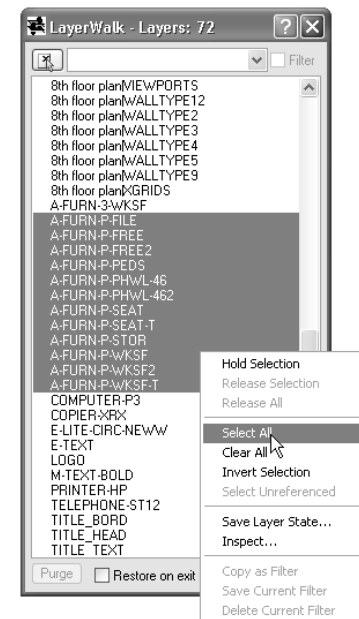 LayerWalk - Layers: 72
Filter
8th floor plan|VIEWPORTS
8th floor plan|WALLTYPE12
8th floor plan|WALLTYPE2
8th floor plan|WALLTYPE3
8th floor plan|WALLTYPE4
8th floor plan|WALLTYPE5
8th floor plan|WALLTYPE9
8th floor plan|XGRIDS
A-FURN-3-WKSF
A-FURN-P-FILE
A-FURN-P-FREE
A-FURN-P-FREE2
A-FURN-P-PEDS
A-FURN-P-PHWL-46
A-FURN-P-PHWL-462
A-FURN-P-SEAT
A-FURN-P-SEAT-T
A-FURN-P-STOR
A-FURN-P-WKSF
A-FURN-P-WKSF2
A-FURN-P-WKSF-T
COMPUTER-P3
COPIER-XRX
E-LITE-CIRC-NEWW
E-TEXT
LOGO
M-TEXT-BOLD
PRINTER-HP
TELEPHONE-ST12
TITLE_BORD
TITLE_HEAD
TITLE_TEXT
Purge
Restore on exit
Hold Selection
Release Selection
Release All
Select All
Clear All
Invert Selection
Select Unreferenced
Save Layer State...
Inspect...
Copy as Filter
Save Current Filter
Delete Current Filter